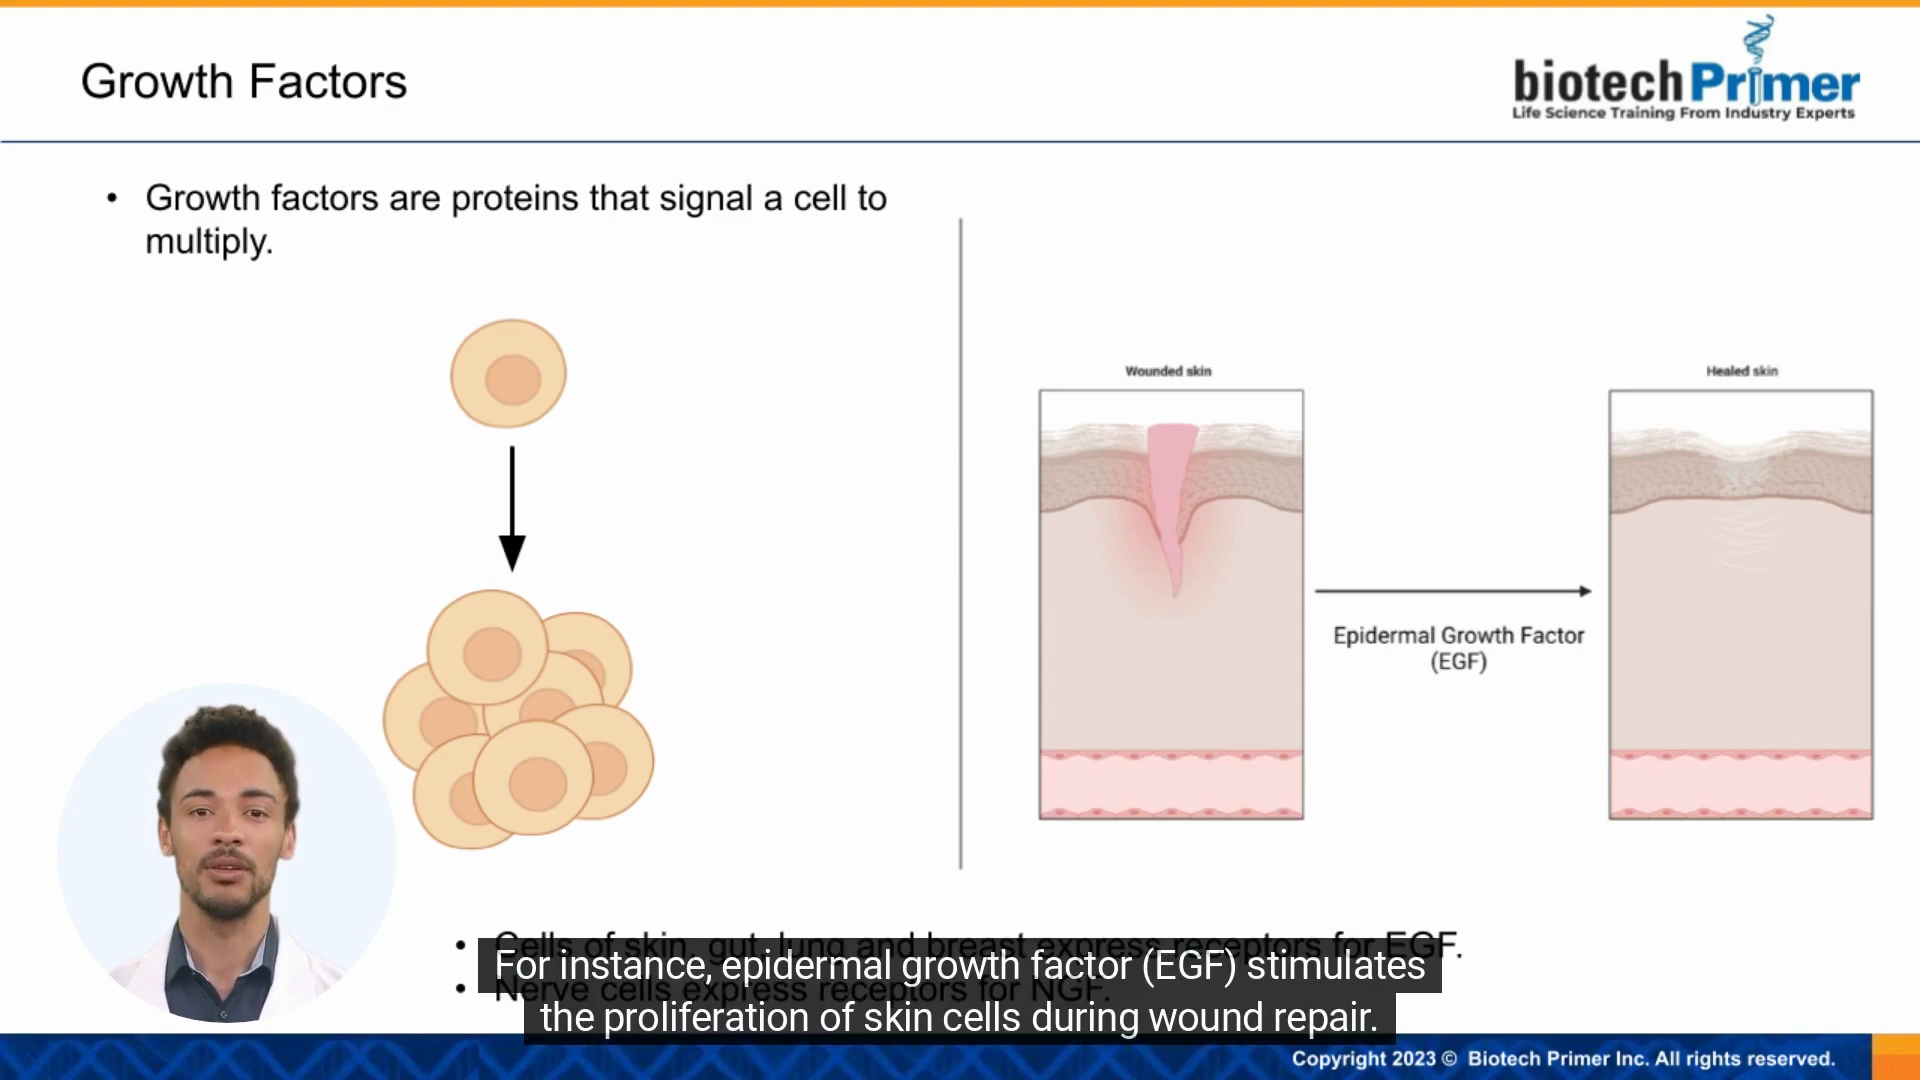 Growth Factors
biotech Primer
Life Science Training From Industry Experts
• Growth factors are proteins that signal a cell to
multiply.
Wounded skin
Healed skin
Epidermal Growth Factor
(EGF)
• Cells of skin, gut, lung and breast express receptors for EGF.
• Nerve cells express receptors for NGF.
For instance, epidermal growth factor (EGF) stimulates
the proliferation of skin cells during wound repair.
Copyright 2023 © Biotech Primer Inc. All rights reserved.